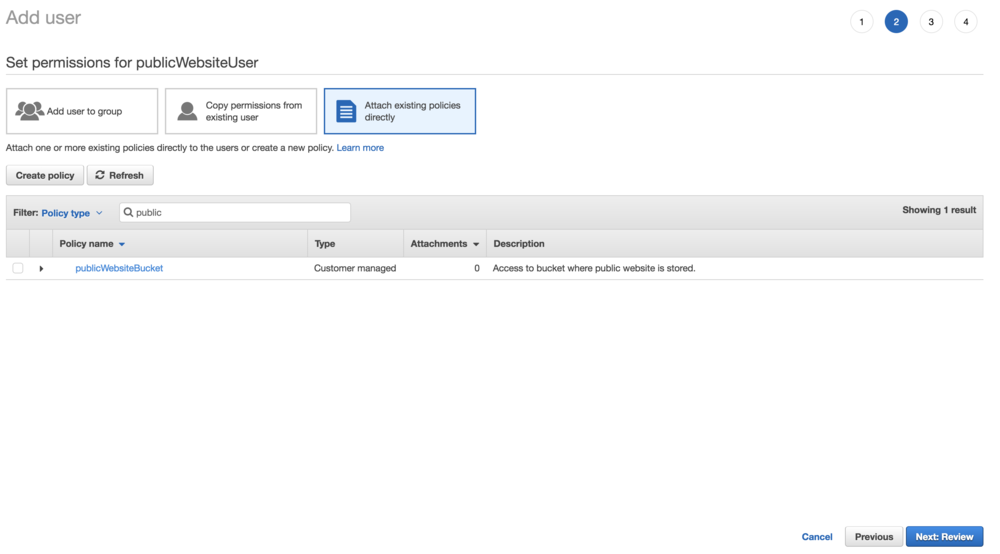 Add user
1 2 3 4
Set permissions for publicWebsiteUser
Add user to group
Copy permissions from
existing user
Attach existing policies
directly
Attach one or more existing policies directly to the users or create a new policy. Learn more
Create policy Refresh
Filter: Policy type public Showing 1 result
Policy name Type Attachments Description
publicWebsiteBucket Customer managed 0 Access to bucket where public website is stored.
Cancel Previous Next: Review